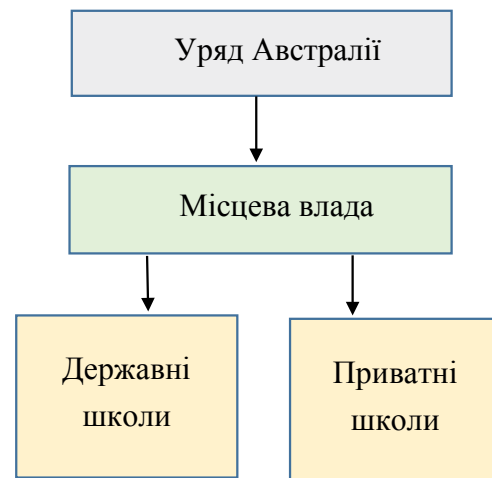 Уряд Австралії
Місцева влада
Державні
школи
Приватні
школи